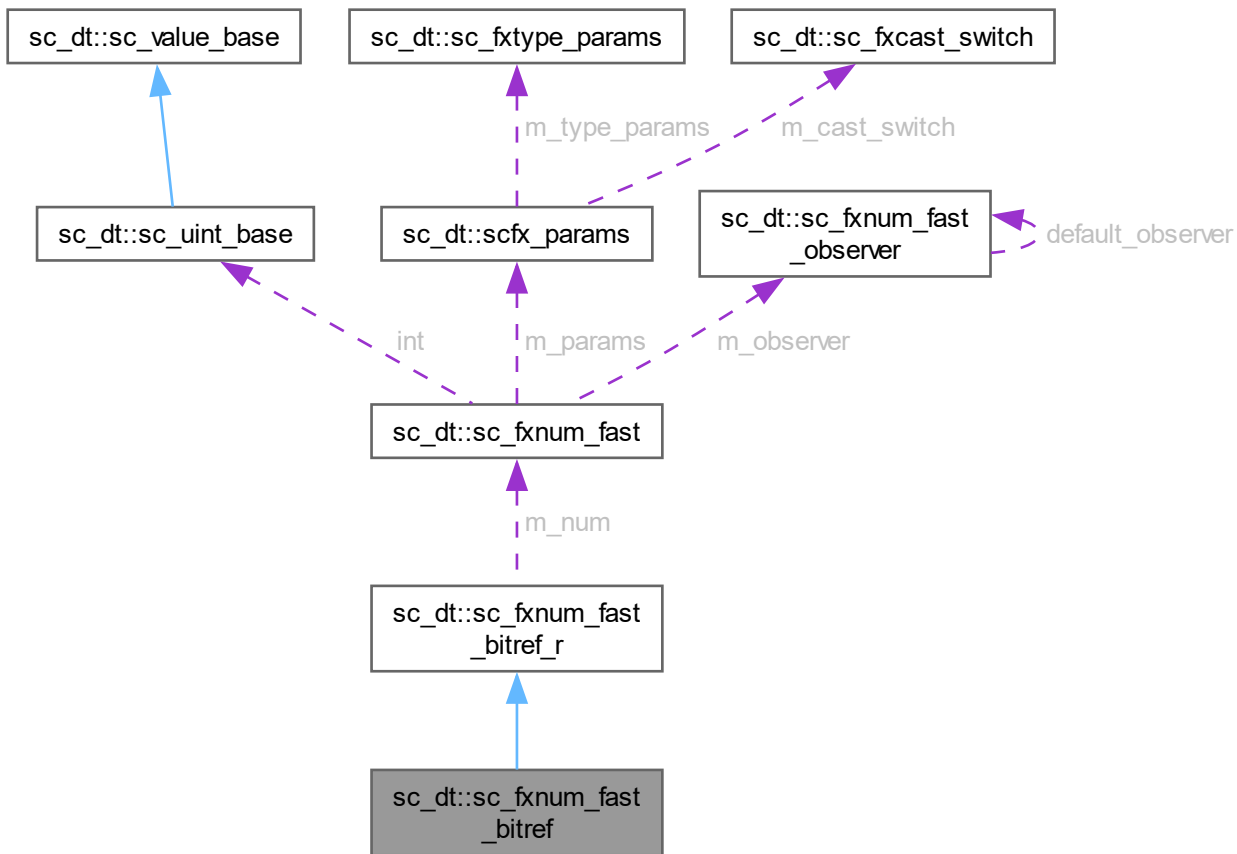 sc_dt::sc_value_base
sc_dt::sc_fxtype_params
sc_dt::sc_fxcast_switch
m_type_params
m_cast_switch
sc_dt::sc_uint_base
sc_dt::scfx_params
sc_dt::sc_fxnum_fast
_observer
default_observer
int
m_params
m_observer
sc_dt::sc_fxnum_fast
m_num
sc_dt::sc_fxnum_fast
_bitref_r
sc_dt::sc_fxnum_fast
_bitref